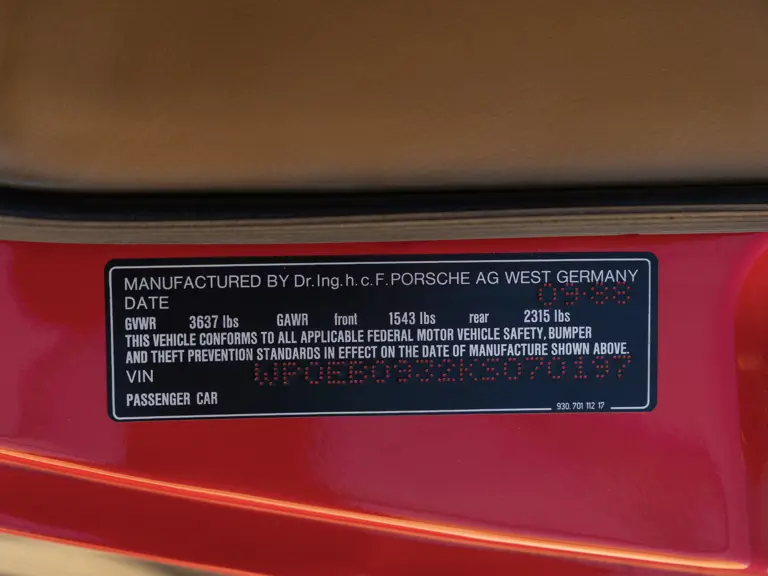 MANUFACTURED BY Dr.Ing.h.c.F.PORSCHE AG WEST GERMANY
DATE 09·88
GVWR 3637 lbs GAWR front 1543 lbs rear 2315 lbs
THIS VEHICLE CONFORMS TO ALL APPLICABLE FEDERAL MOTOR VEHICLE SAFETY, BUMPER
AND THEFT PREVENTION STANDARDS IN EFFECT ON THE DATE OF MANUFACTURE SHOWN ABOVE.
VIN WP0EB0932KS070197
PASSENGER CAR
930. 701 112 17